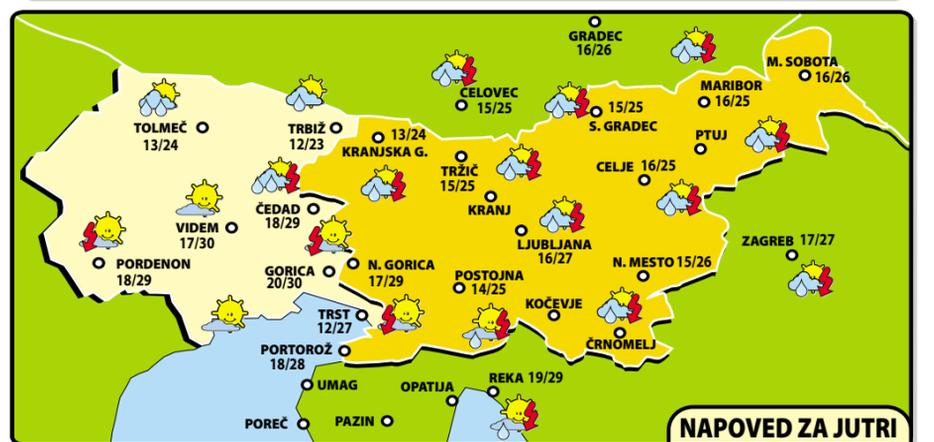 GRADEC
16/26
M. SOBOTA
16/26
CELOVEC
15/25
MARIBOR
16/25
15/25
S. GRADEC
TOLMEČ
13/24
TRBIŽ
12/23
13/24
KRANJSKA G.
PTUJ
TRŽIČ
15/25
CELJE 16/25
KRANJ
ČEDAD
18/29
VIDEM
17/30
LJUBLJANA
16/27
ZAGREB 17/27
PORDENON
18/29
GORICA
20/30
N. GORICA
17/29
POSTOJNA
14/25
N. MESTO 15/26
KOČEVJE
TRST
12/27
ČRNOMELJ
PORTOROŽ
18/28
UMAG
OPATIJA
REKA 19/29
POREČ
PAZIN
NAPOVED ZA JUTRI